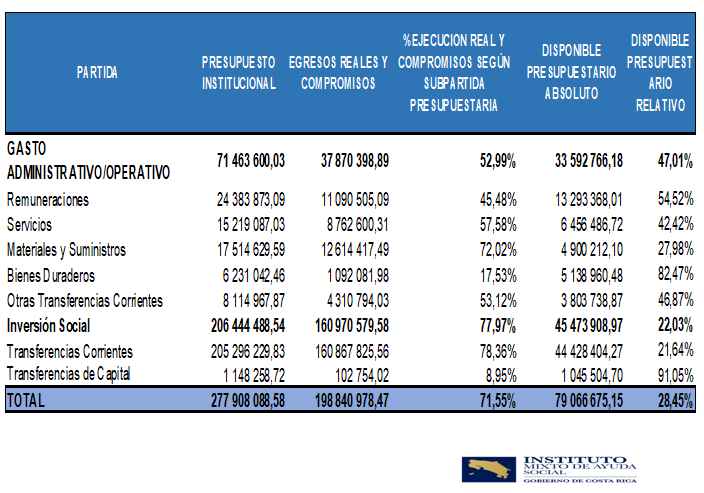 PARTIDA PRESUPUESTO INSTITUCIONAL EGRESOS REALES Y COMPROMISOS %EJECUCION REAL Y COMPROMISOS SEGÚN SUBPARTIDA PRESUPUESTARIA DISPONIBLE PRESUPUESTARIO ABSOLUTO DISPONIBLE PRESUPUEST ARIO RELATIVO
GASTO ADMINISTRATIVO/OPERATIVO 71 463 600,03 37 870 398,89 52,99% 33 592 766,18 47,01%
Remuneraciones 24 383 873,09 11 090 505,09 45,48% 13 293 368,01 54,52%
Servicios 15 219 087,03 8 762 600,31 57,58% 6 456 486,72 42,42%
Materiales y Suministros 17 514 629,59 12 614 417,49 72,02% 4 900 212,10 27,98%
Bienes Duraderos 6 231 042,46 1 092 081,98 17,53% 5 138 960,48 82,47%
Otras Transferencias Corrientes 8 114 967,87 4 310 794,03 53,12% 3 803 738,87 46,87%
Inversión Social 206 444 488,54 160 970 579,58 77,97% 45 473 908,97 22,03%
Transferencias Corrientes 205 296 229,83 160 867 825,56 78,36% 44 428 404,27 21,64%
Transferencias de Capital 1 148 258,72 102 754,02 8,95% 1 045 504,70 91,05%
TOTAL 277 908 088,58 198 840 978,47 71,55% 79 066 675,15 28,45%
INSTITUTO
MIXTO DE AYUDA
SOCIAL
GOBIERNO DE COSTA RICA